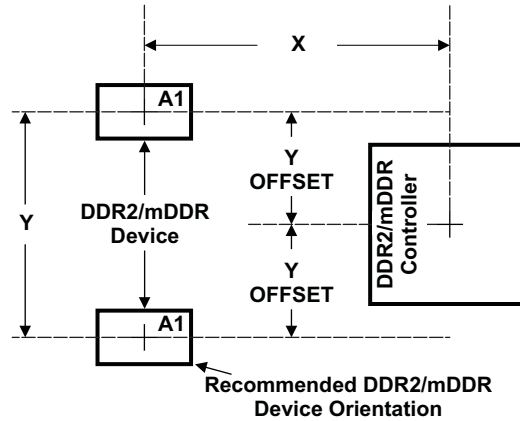 X
A1
Y
OFFSET
Y
DDR2/mDDR
Device
DDR2/mDDR
Controller
Y
OFFSET
A1
Recommended DDR2/mDDR
Device Orientation